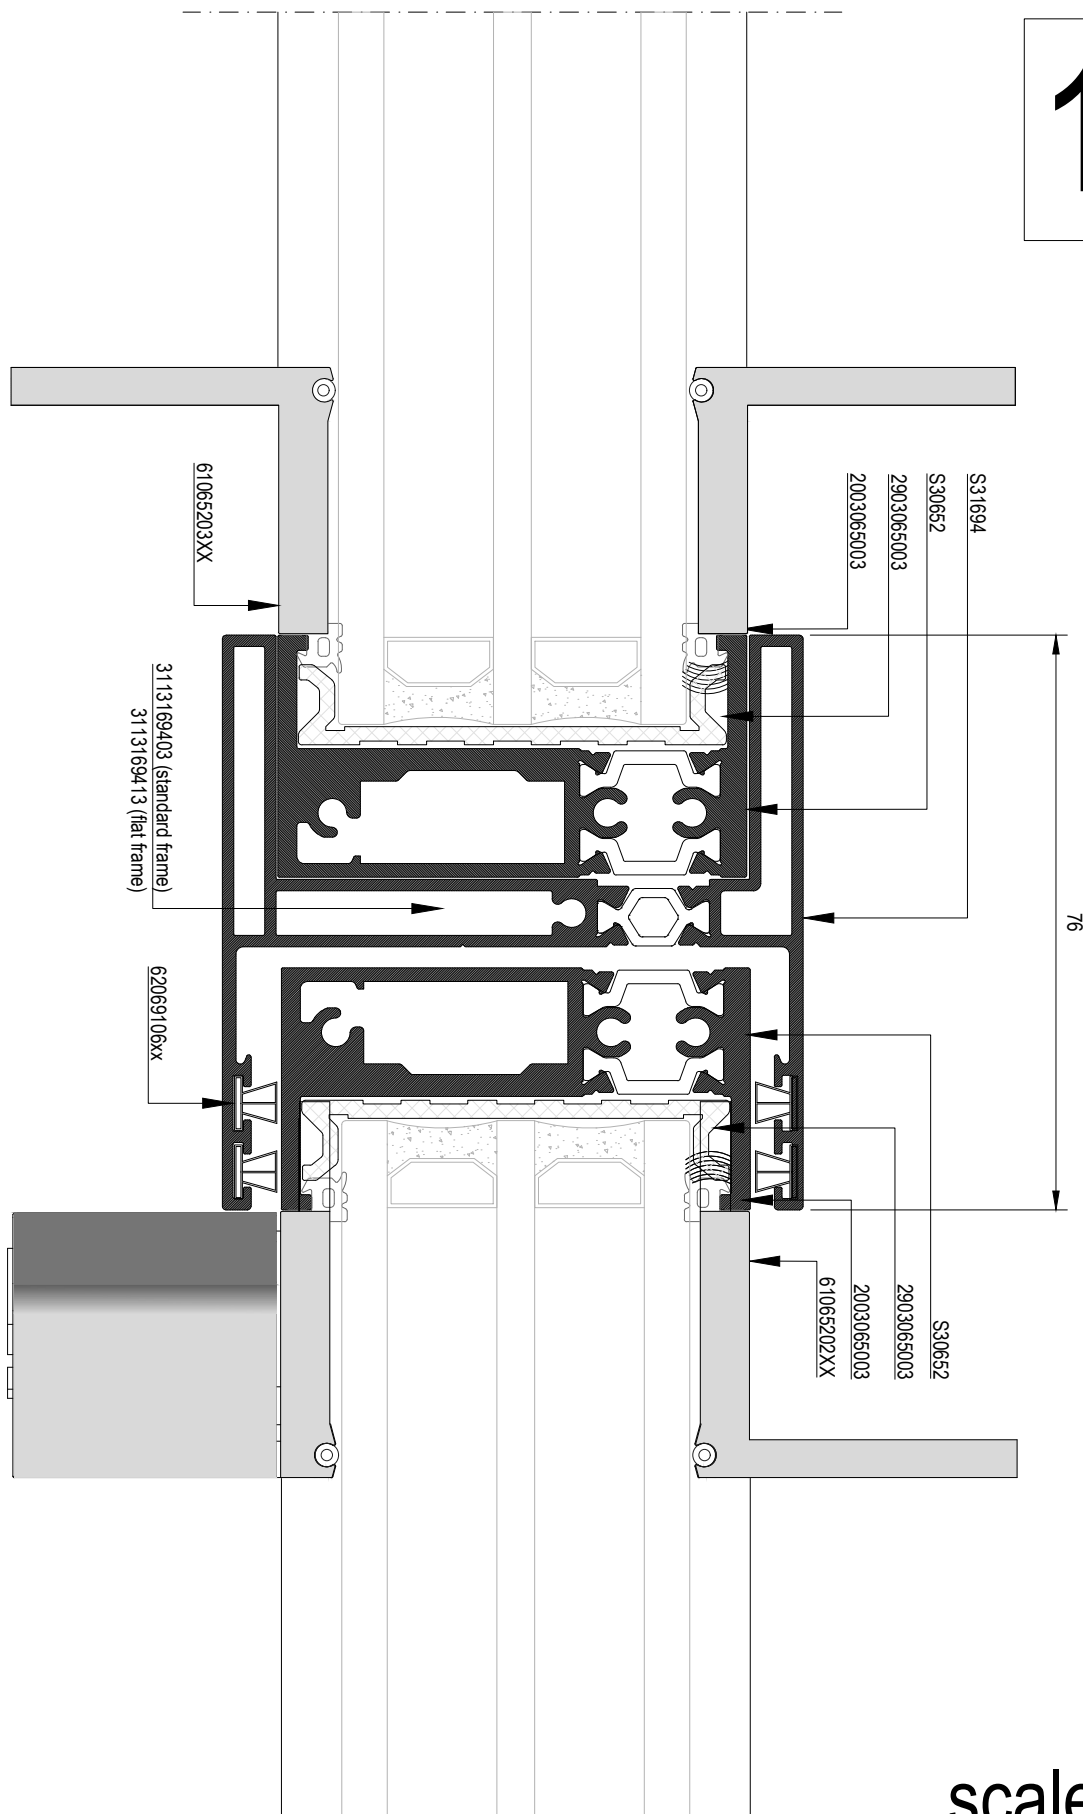 1
S31694
S30652
2903065003
2003065003
61065203XX
3113169403 (standard frame)
3113169413 (flat frame)
76
62069106xx
S30652
2903065003
2003065003
61065202XX
scale